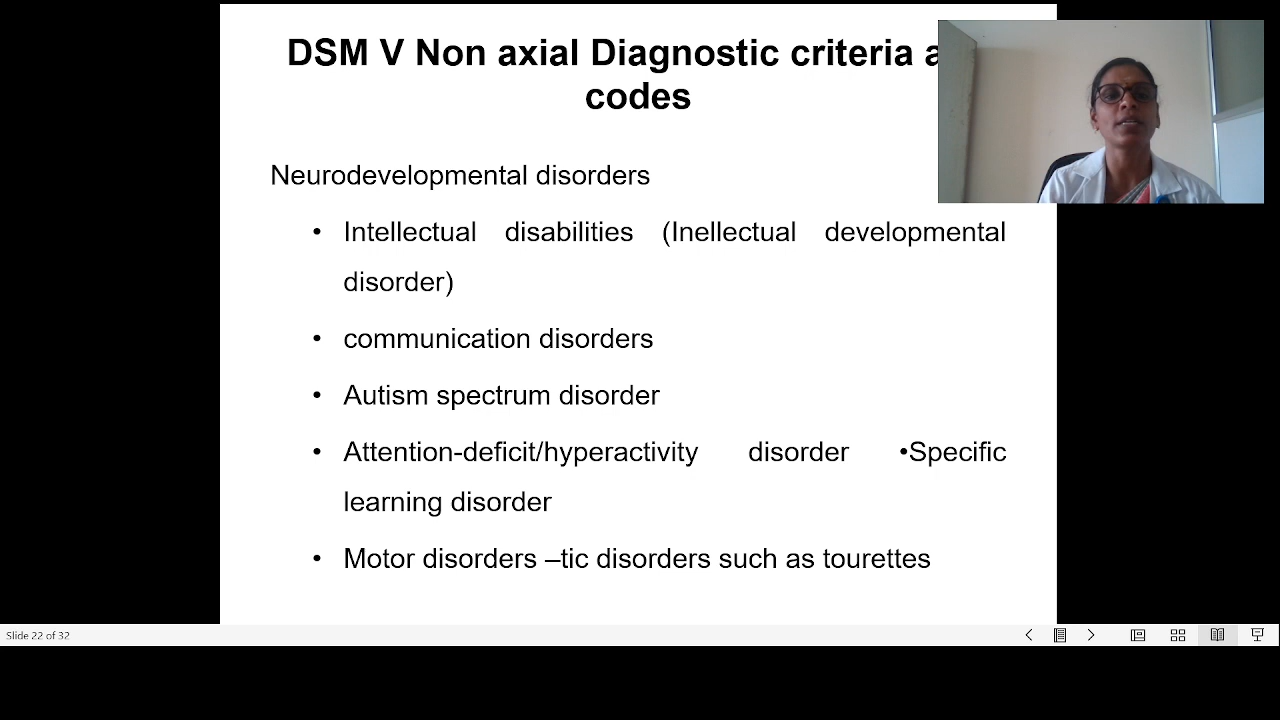 DSM V Non axial Diagnostic criteria a
codes
Neurodevelopmental disorders
• Intellectual disabilities (Inellectual developmental
disorder)
• communication disorders
• Autism spectrum disorder
• Attention-deficit/hyperactivity disorder •Specific
learning disorder
• Motor disorders –tic disorders such as tourettes
Slide 22 of 32